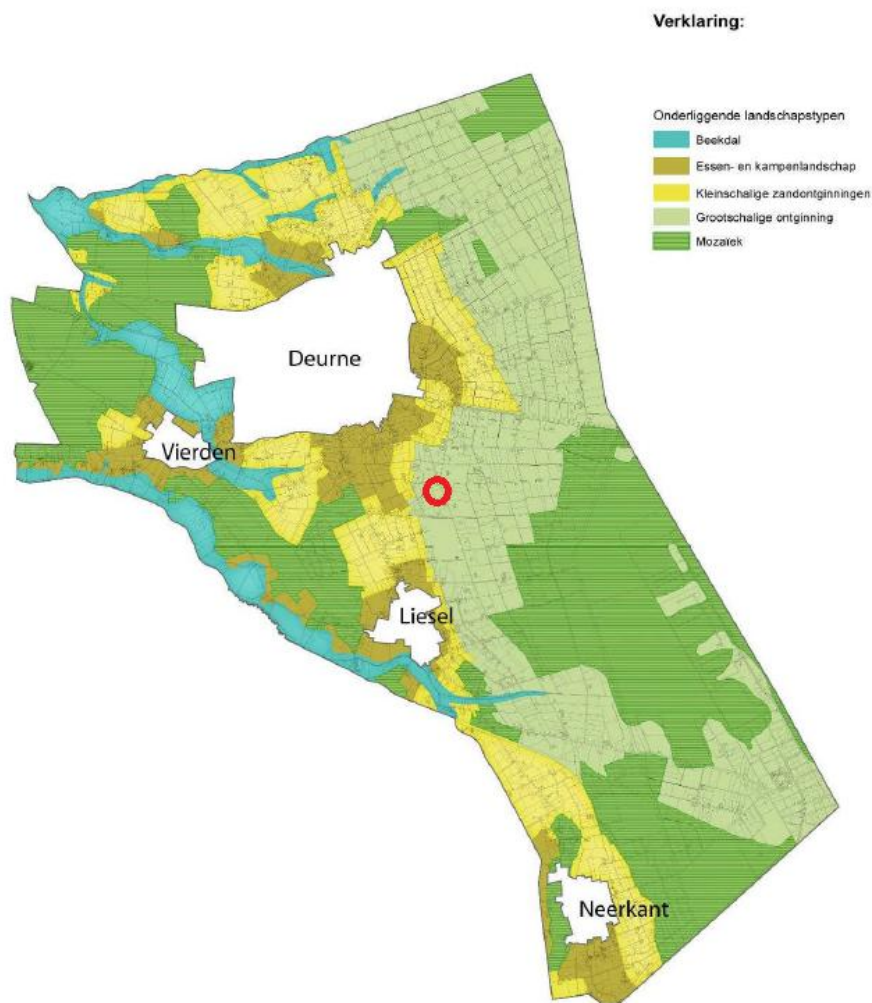 Verklaring:
Onderliggende landschapstypen
Beekdal
Essen- en kampenlandschap
Kleinschalige zandontginningen
Grootschalige ontginning
Mozaïek
Deurne
Vierden
Liesel
Neerkant